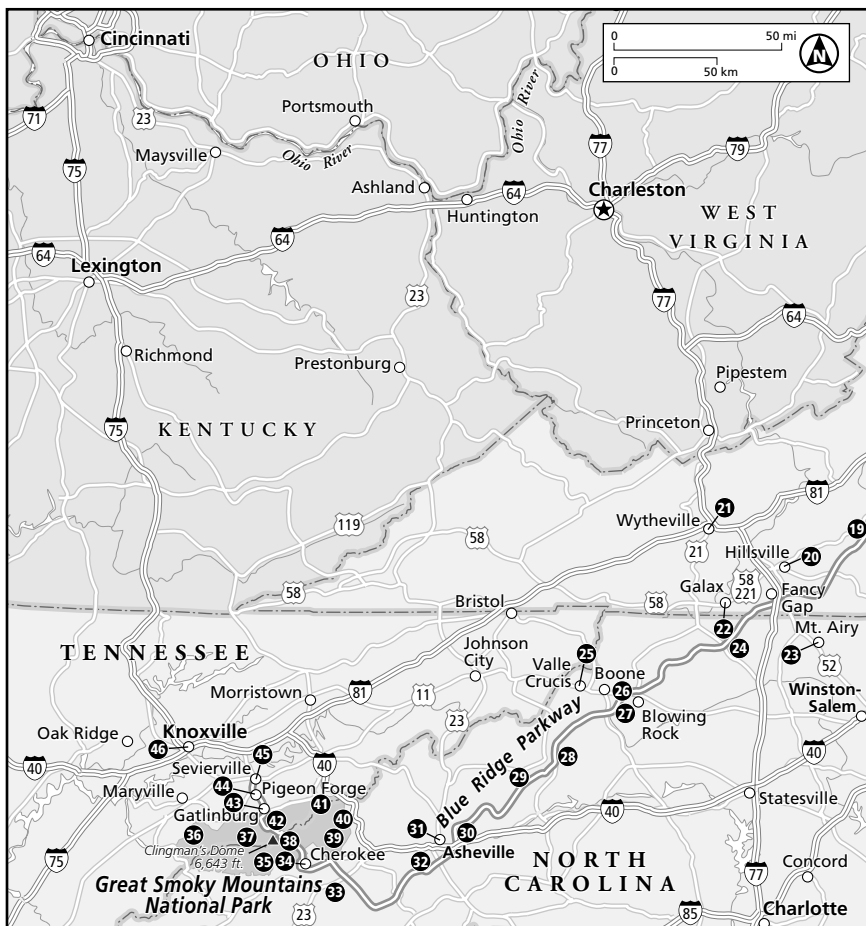 Cincinnati
OHIO
0 50 mi
0 50 km
N
71
23
75
Portsmouth
Maysville
Ohio River
Ohio River
77
79
Ashland
64
Huntington
Charleston
WEST
VIRGINIA
64
64
Lexington
23
77
64
Richmond
Prestonburg
Pipestem
75
KENTUCKY
Princeton
119
58
81
21
19
Wytheville
21
Hillsville
20
58
Galax
58
221
Fancy
Gap
Bristol
58
22
Mt. Airy
TENNESSEE
Johnson
City
25
24
23
52
Valle
Crucis
Boone
26
Morristown
81
11
27
Blowing
Rock
Winston-
Salem
Oak Ridge
Knoxville
46
45
23
Blue Ridge Parkway
28
40
40
Sevierville
40
29
Maryville
44
Pigeon Forge
43
41
Statesville
Gatlinburg
42
40
31
30
40
36
37
38
39
Asheville
Clingman's Dome
6,643 ft.
35
34
Cherokee
32
75
NORTH
CAROLINA
Concord
Great Smoky Mountains
National Park
33
23
77
85
Charlotte